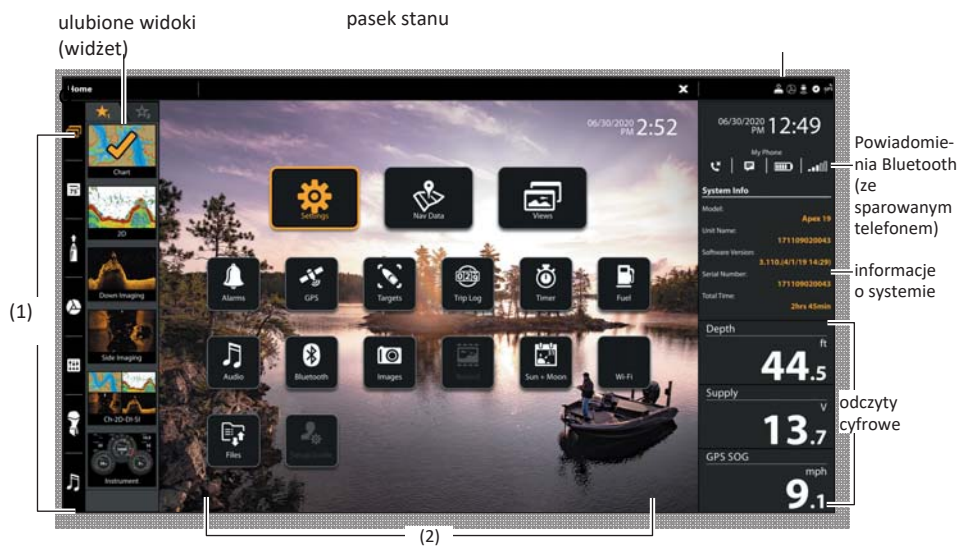 ulubione widoki
(widżet)
pasek stanu
Home
06/30/2020
PM 2:52
06/30/2020
PM 12:49
My Phone
Chart
2D
Down Imaging
Side Imaging
Ch-2D-DI-SI
Instrument
75
Settings
Nav Data
Views
Alarms
GPS
Targets
Trip Log
Timer
Fuel
Audio
Bluetooth
Images
Sun + Moon
Wi-Fi
Files
System Info
Model:
Apex 19
Unit Name:
171109020043
Software Version:
3.110.(4/1/19 14:29)
Serial Number:
171109020043
Total Time:
2hrs 45min
Depth
ft
44.5
Supply
V
13.7
GPS SOG
mph
9.1
Powiadomie-
nia Bluetooth
(ze
sparowanym
telefonem)
informacje
o systemie
odczyty
cyfrowe
(1)
(2)